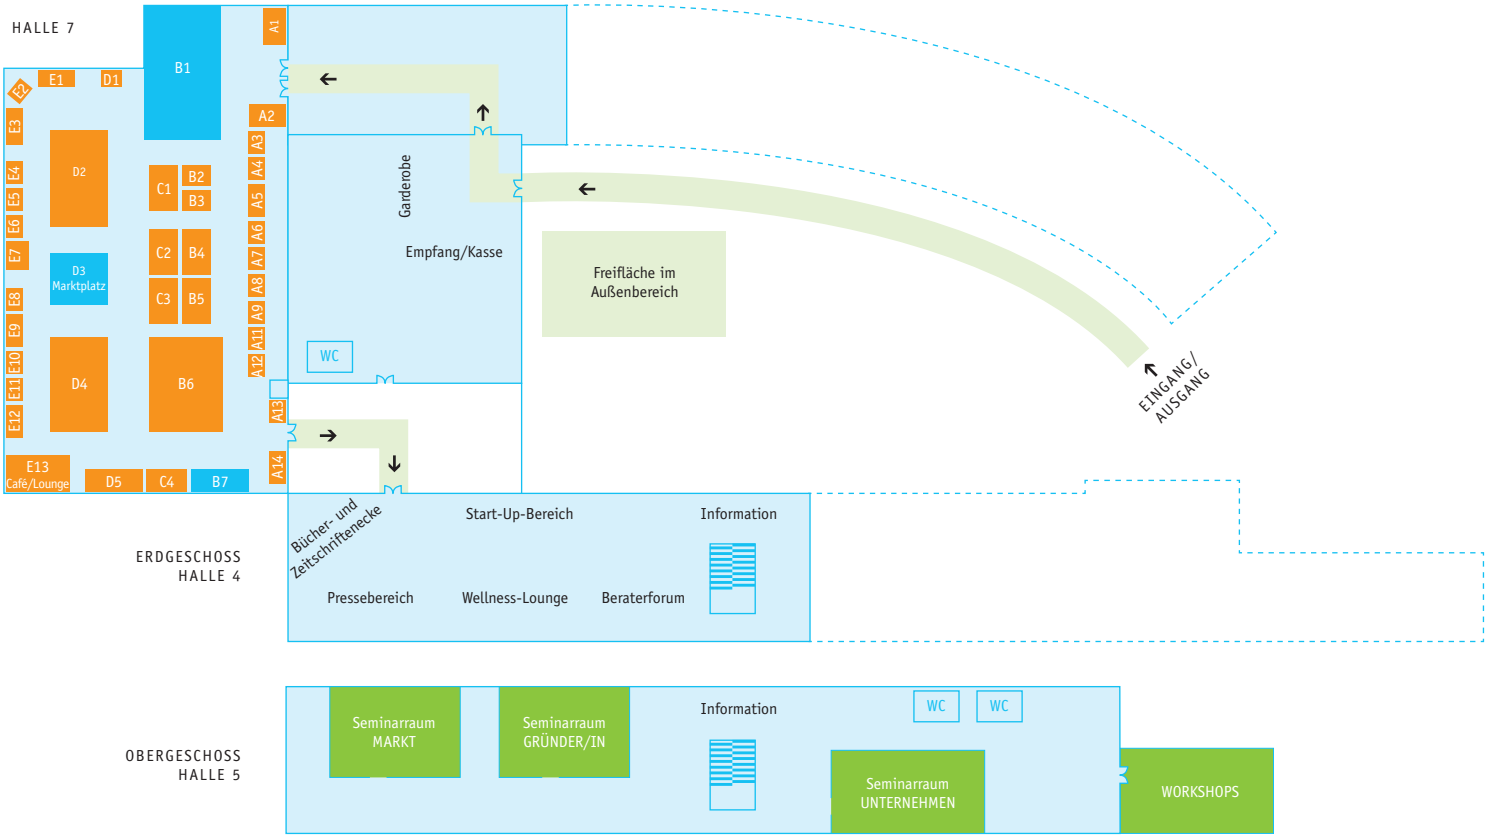 HALLE 7
A1
B1
E1
D1
E2
E3
A2
A3
D2
E4
C1
B2
A4
E5
B3
A5
Garderobe
E6
A6
E7
C2
B4
A7
Empfang/Kasse
D3
Marktplatz
Freifläche im
Außenbereich
E8
C3
B5
A8
A9
E9
A11
WC
E10
A12
D4
B6
E11
E12
A13
EINGANG/
AUSGANG
E13
Café/Lounge
D5
C4
B7
A14
Bücher- und
Zeitschriftenecke
Start-Up-Bereich
Information
ERDGESCHOSS
HALLE 4
Pressebereich
Wellness-Lounge
Beraterforum
Seminarraum
MARKT
Seminarraum
GRÜNDER/IN
Information
WC
WC
OBERGESCHOSS
HALLE 5
Seminarraum
UNTERNEHMEN
WORKSHOPS